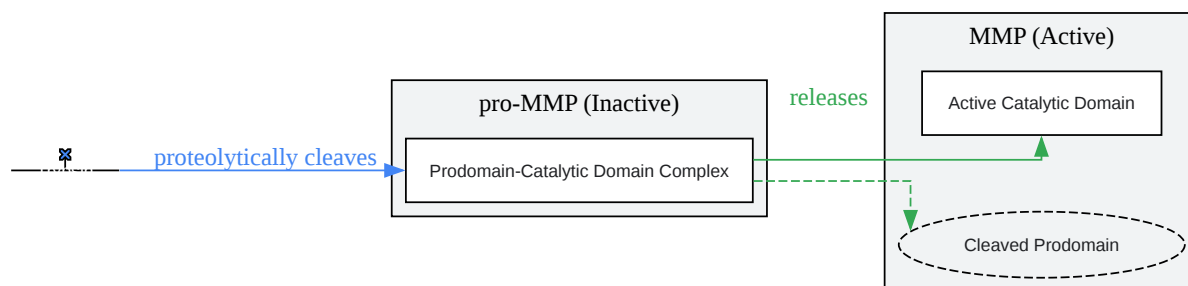 proteolytically cleaves
pro-MMP (Inactive)
Prodomain-Catalytic Domain Complex
releases
MMP (Active)
Active Catalytic Domain
Cleaved Prodomain